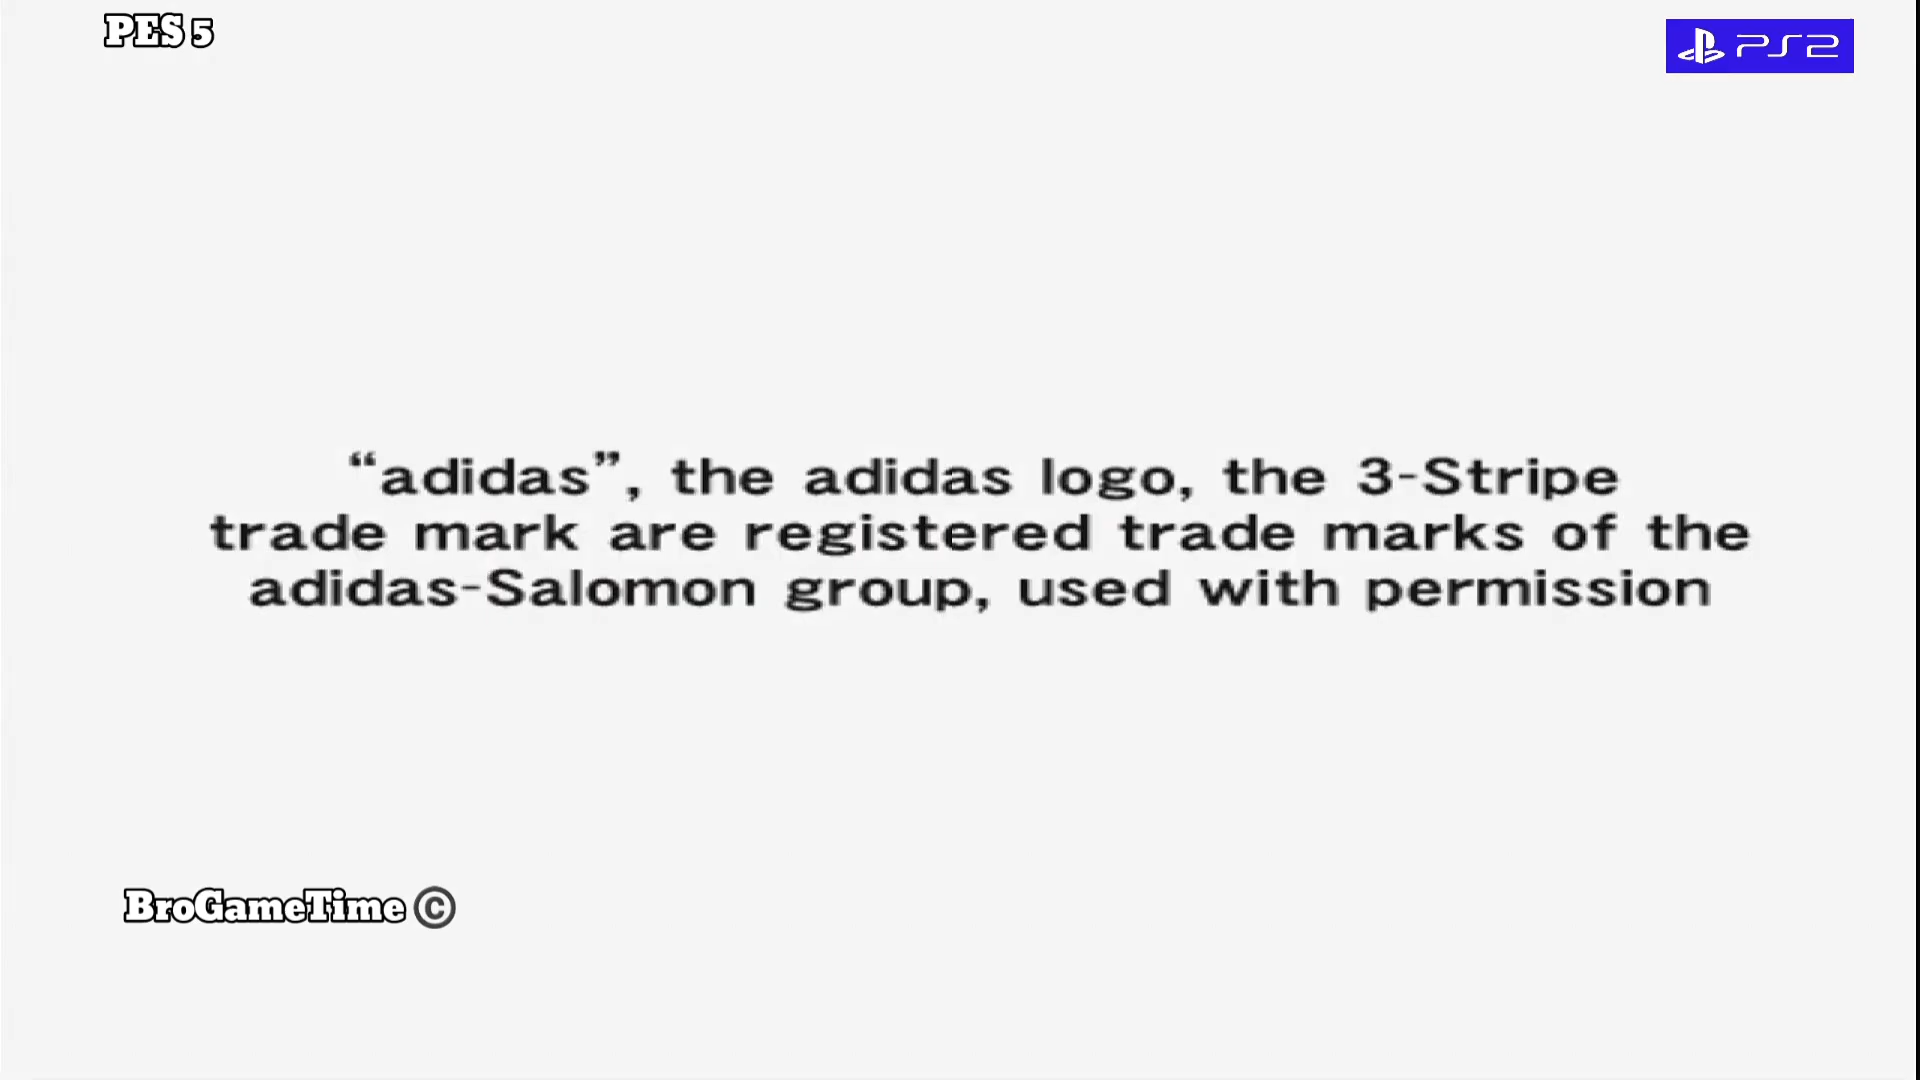 PES 5
PS2
“adidas”, the adidas logo, the 3-Stripe
trade mark are registered trade marks of the
adidas-Salomon group, used with permission
BroGameTime ©